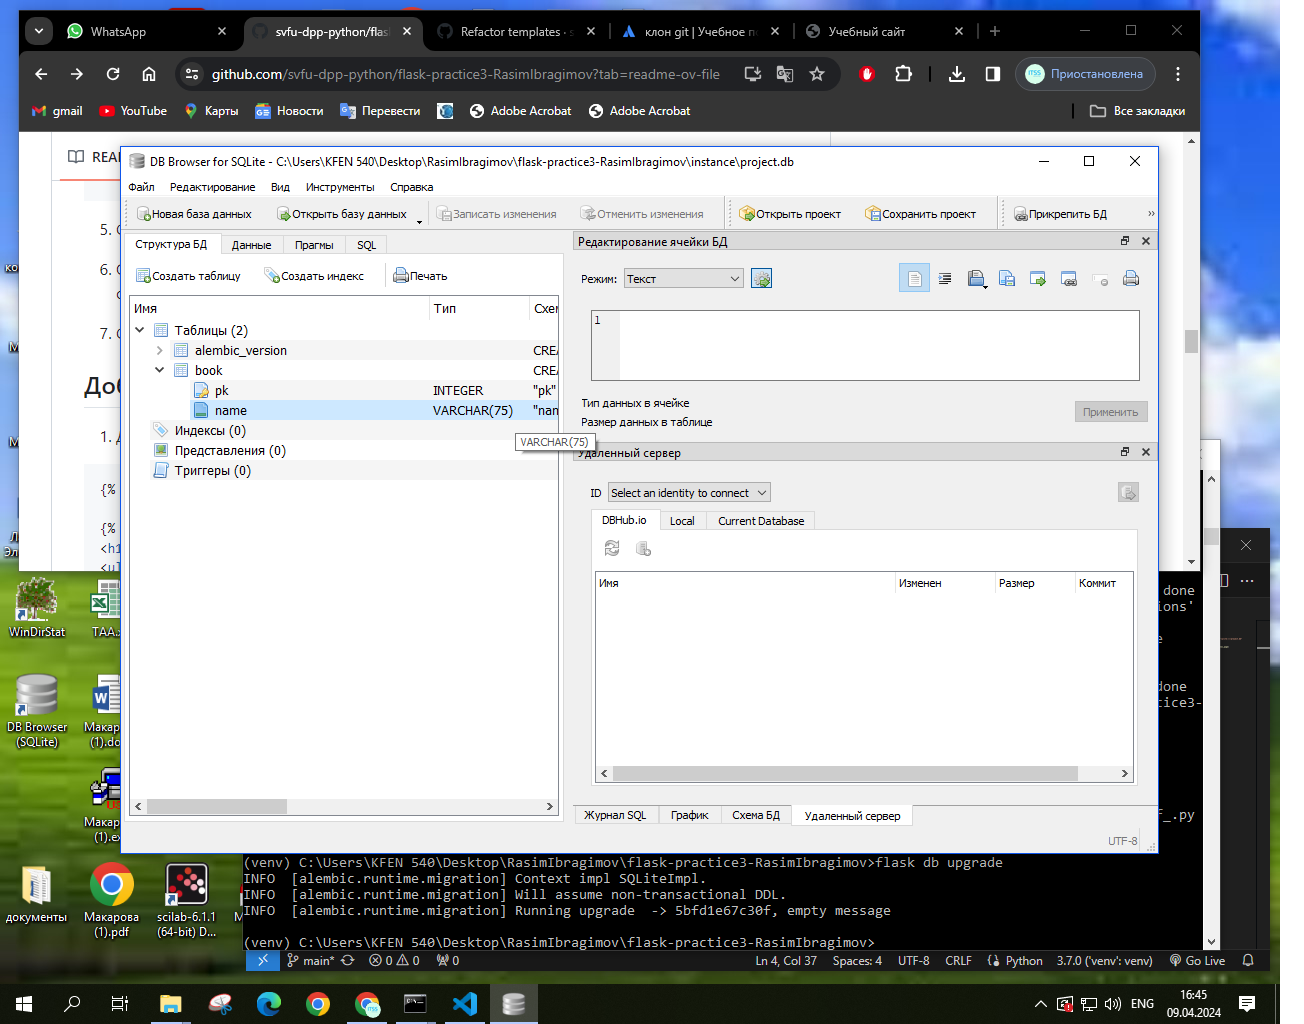 WhatsApp
svfu-dpp-python/flask
Refactor templates · s
клон git | Учебное по
Учебный сайт
github.com/svfu-dpp-python/flask-practice3-RasimIbragimov?tab=readme-ov-file
Приостановлена
gmail
YouTube
Карты
Новости
Перевести
Adobe Acrobat
Adobe Acrobat
Все закладки
REA
DB Browser for SQLite - C:\Users\KFEN 540\Desktop\RasimIbragimov\flask-practice3-RasimIbragimov\instance\project.db
Файл Редактирование Вид Инструменты Справка
Новая база данных
Открыть базу данных
Записать изменения
Отменить изменения
Открыть проект
Сохранить проект
Прикрепить БД
»
5. С
6. С
7. С
Доб
1. Д
{%
{%
<h1
<ul
Структура БД Данные Прагмы SQL
Создать таблицу
Создать индекс
Печать
Имя Тип Схем
Таблицы (2)
alembic_version CREA
book CREA
pk INTEGER "pk"
name VARCHAR(75) "nam
Индексы (0)
Представления (0)
Триггеры (0)
VARCHAR(75)
Редактирование ячейки БД
Режим: Текст
1
Тип данных в ячейке
Размер данных в таблице
Применить
Удаленный сервер
ID Select an identity to connect
DBHub.io Local Current Database
Имя Изменен Размер Коммит
Журнал SQL График Схема БД Удаленный сервер
UTF-8
done
ions'
e
done
tice3-
f_.py
(venv) C:\Users\KFEN 540\Desktop\RasimIbragimov\flask-practice3-RasimIbragimov>flask db upgrade
INFO  [alembic.runtime.migration] Context impl SQLiteImpl.
INFO  [alembic.runtime.migration] Will assume non-transactional DDL.
INFO  [alembic.runtime.migration] Running upgrade  -> 5bfd1e67c30f, empty message
(venv) C:\Users\KFEN 540\Desktop\RasimIbragimov\flask-practice3-RasimIbragimov>
main* 0 0 0
Ln 4, Col 37 Spaces: 4 UTF-8 CRLF Python 3.7.0 ('venv': venv) Go Live
WinDirStat
TAA.x
DB Browser
(SQLite)
Макаро
(1).do
Макаро
(1).ex
документы
Макарова
(1).pdf
scilab-6.1.1
(64-bit) D...
ENG
16:45
09.04.2024